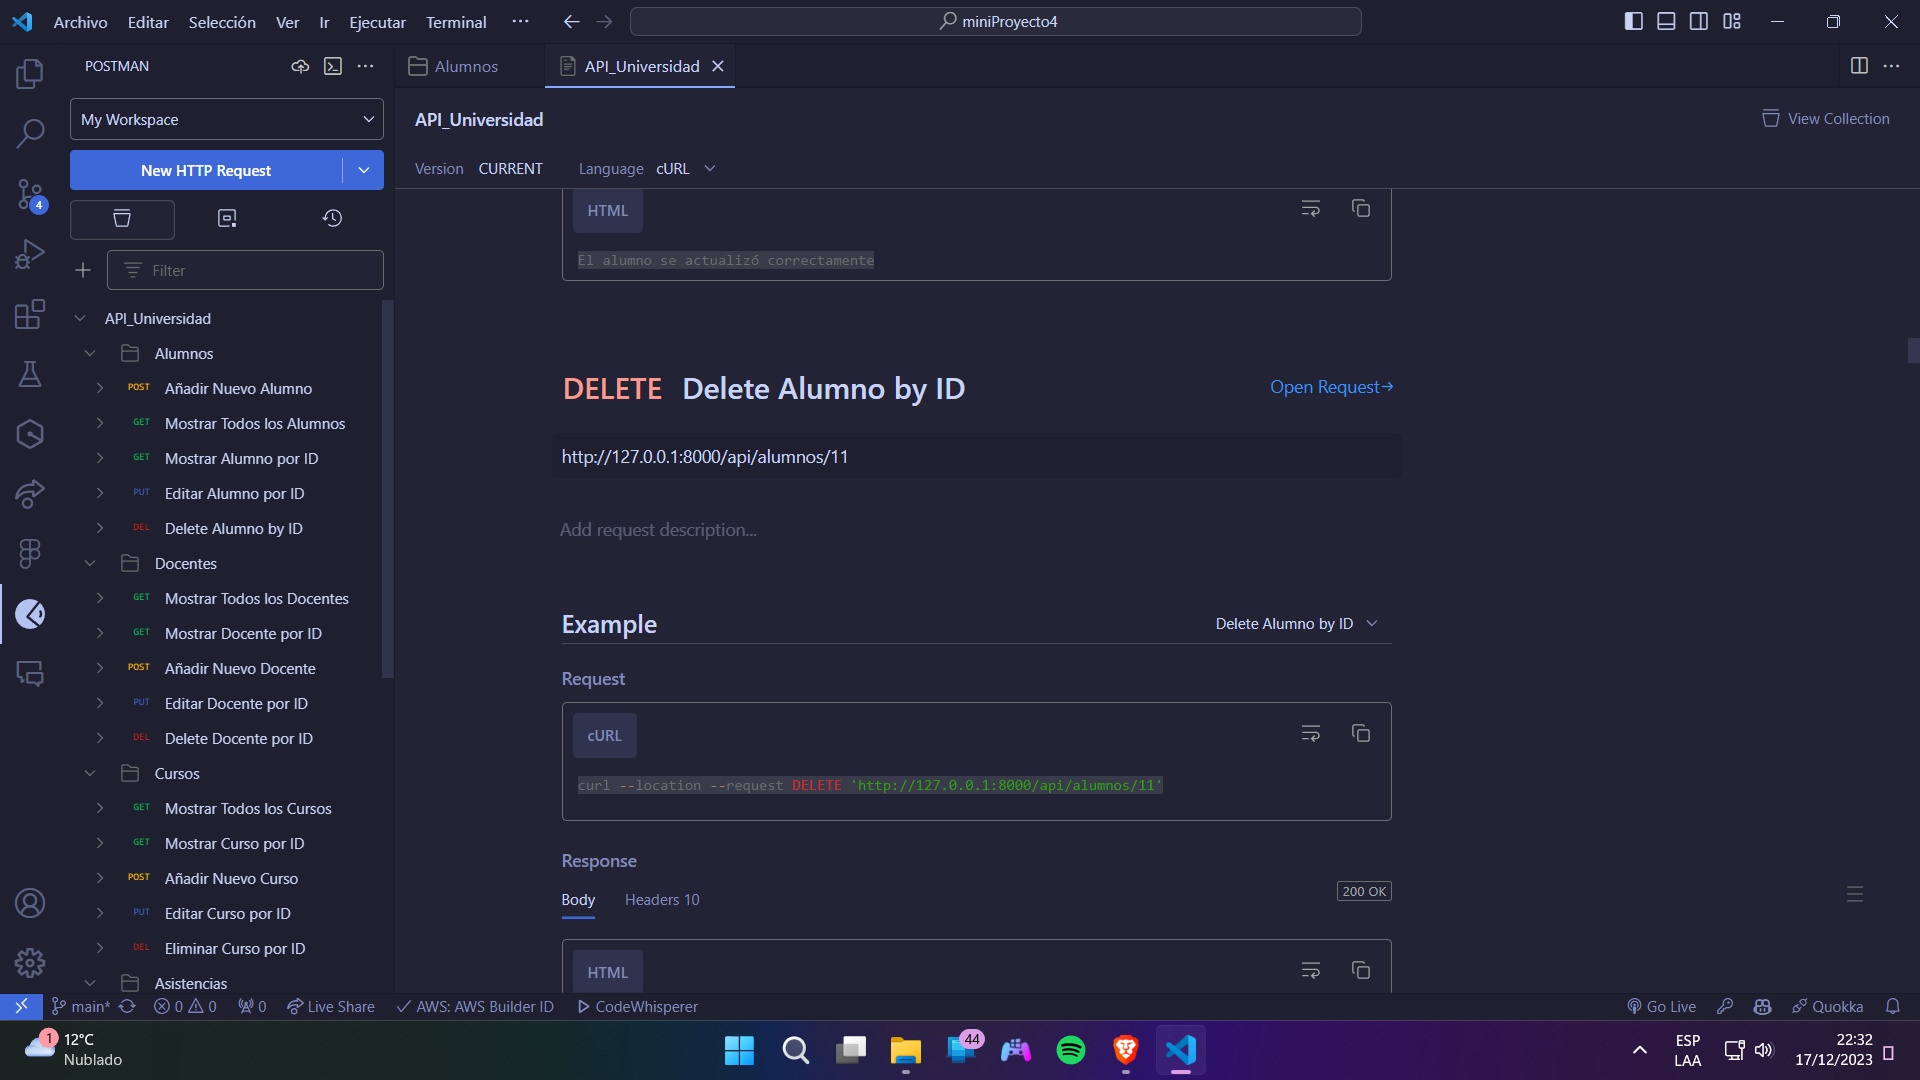 Archivo Editar Selección Ver Ir Ejecutar Terminal ··· miniProyecto4
POSTMAN
Alumnos
API_Universidad
My Workspace
New HTTP Request
Filter
API_Universidad
Alumnos
POST Añadir Nuevo Alumno
GET Mostrar Todos los Alumnos
GET Mostrar Alumno por ID
PUT Editar Alumno por ID
DEL Delete Alumno by ID
Docentes
GET Mostrar Todos los Docentes
GET Mostrar Docente por ID
POST Añadir Nuevo Docente
PUT Editar Docente por ID
DEL Delete Docente por ID
Cursos
GET Mostrar Todos los Cursos
GET Mostrar Curso por ID
POST Añadir Nuevo Curso
PUT Editar Curso por ID
DEL Eliminar Curso por ID
Asistencias
4
API_Universidad
View Collection
Version CURRENT Language cURL
HTML
El alumno se actualizó correctamente
DELETE Delete Alumno by ID
Open Request→
http://127.0.0.1:8000/api/alumnos/11
Add request description...
Example
Delete Alumno by ID
Request
cURL
curl --location --request DELETE 'http://127.0.0.1:8000/api/alumnos/11'
Response
Body Headers 10
200 OK
HTML
main* 0 0 0 Live Share AWS: AWS Builder ID CodeWhisperer
Go Live Quokka
1
12°C
Nublado
44
ESP
LAA
22:32
17/12/2023